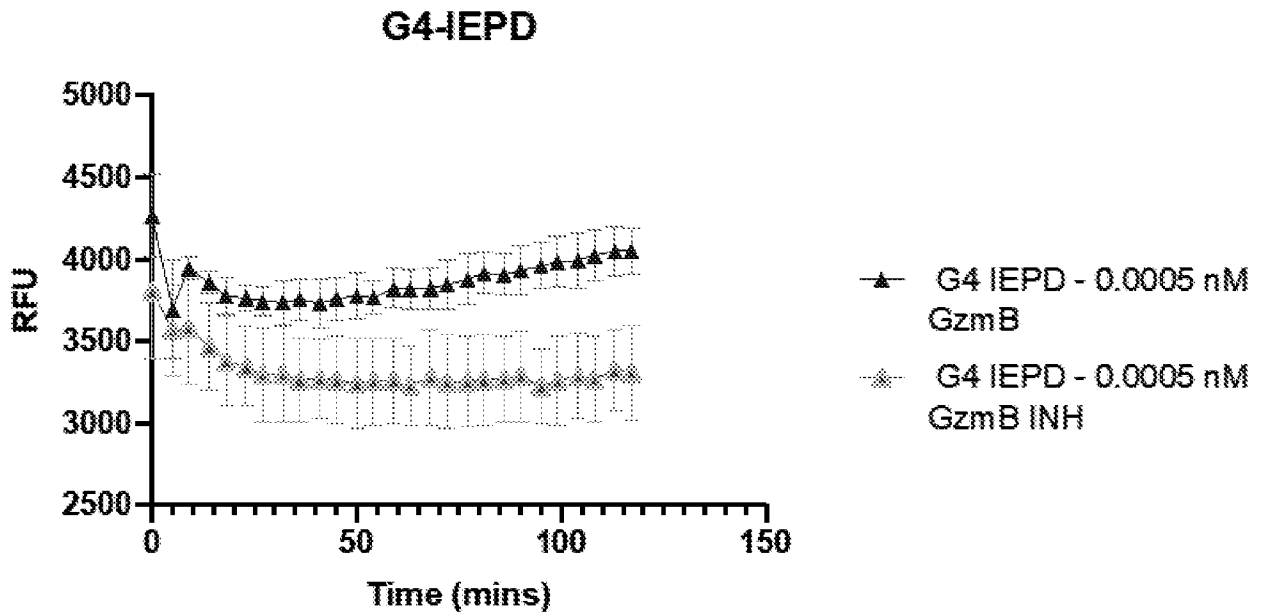 G4-IEPD
5000
4500
4000
3500
3000
2500
RFU
0
50
100
150
Time (mins)
G4 IEPD - 0.0005 nM
GzmB
G4 IEPD - 0.0005 nM
GzmB INH